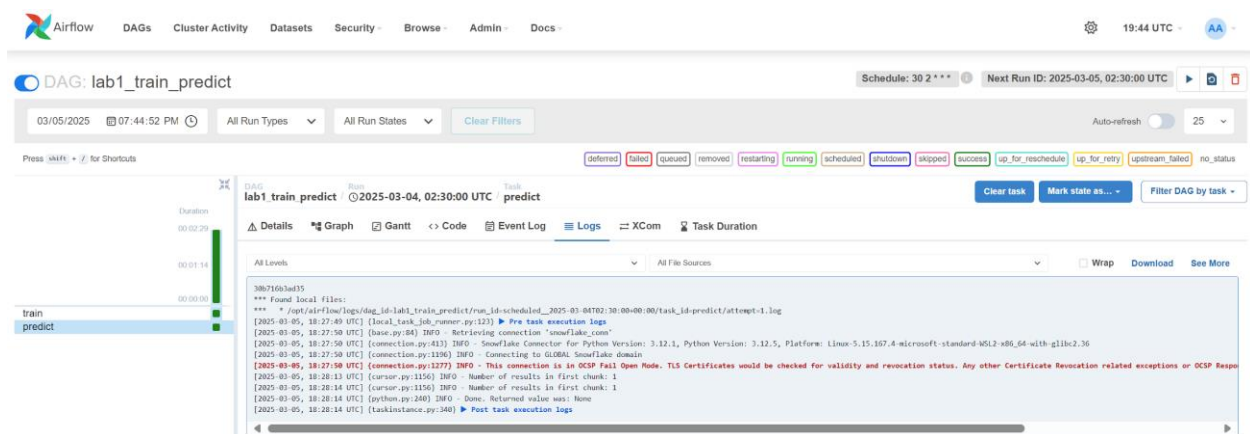 Airflow DAGs Cluster Activity Datasets Security Browse Admin Docs 19:44 UTC AA
DAG: lab1_train_predict Schedule: 30 2 * * * Next Run ID: 2025-03-05, 02:30:00 UTC
03/05/2025 07:44:52 PM All Run Types All Run States Clear Filters Auto-refresh 25
Press shift + / for Shortcuts deferred failed queued removed restarting running scheduled shutdown skipped success up_for_reschedule up_for_retry upstream_failed no_status
DAG Run Task
lab1_train_predict / 2025-03-04, 02:30:00 UTC / predict Clear task Mark state as... Filter DAG by task
Duration
00:02:29
00:01:14
00:00:00
train
predict
Details Graph Gantt <> Code Event Log Logs XCom Task Duration
All Levels All File Sources Wrap Download See More
30b716b3ad35
*** Found local files:
*** * /opt/airflow/logs/dag_id=lab1_train_predict/run_id=scheduled__2025-03-04T02:30:00+00:00/task_id=predict/attempt=1.log
[2025-03-05, 18:27:49 UTC] {local_task_job_runner.py:123} ▶ Pre task execution logs
[2025-03-05, 18:27:50 UTC] {base.py:84} INFO - Retrieving connection 'snowflake_conn'
[2025-03-05, 18:27:50 UTC] {connection.py:413} INFO - Snowflake Connector for Python Version: 3.12.1, Python Version: 3.12.5, Platform: Linux-5.15.167.4-microsoft-standard-WSL2-x86_64-with-glibc2.36
[2025-03-05, 18:27:50 UTC] {connection.py:1196} INFO - Connecting to GLOBAL Snowflake domain
[2025-03-05, 18:27:50 UTC] {connection.py:1277} INFO - This connection is in OCSP Fail Open Mode. TLS Certificates would be checked for validity and revocation status. Any other Certificate Revocation related exceptions or OCSP Respo
[2025-03-05, 18:28:13 UTC] {cursor.py:1156} INFO - Number of results in first chunk: 1
[2025-03-05, 18:28:14 UTC] {cursor.py:1156} INFO - Number of results in first chunk: 1
[2025-03-05, 18:28:14 UTC] {python.py:240} INFO - Done. Returned value was: None
[2025-03-05, 18:28:14 UTC] {taskinstance.py:340} ▶ Post task execution logs